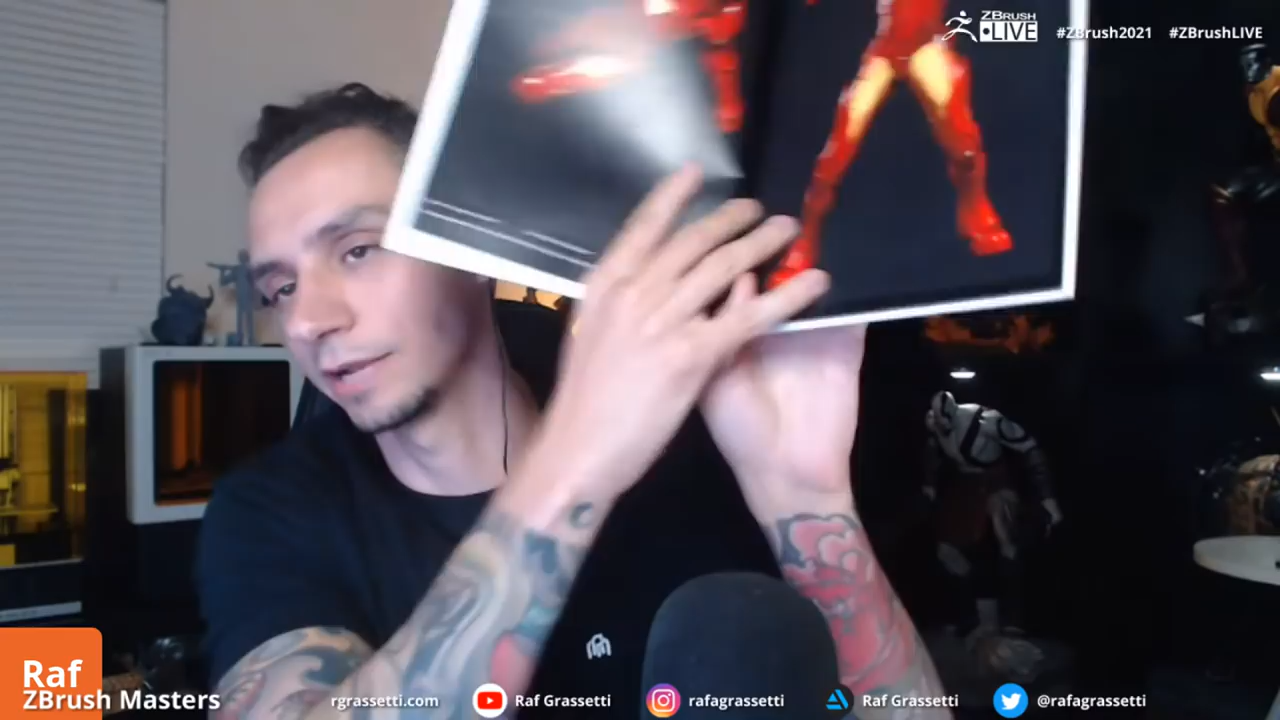 ZBRUSH
LIVE
#ZBrush2021 #ZBrushLIVE
Raf
ZBrush Masters
rgrassetti.com Raf Grassetti rafagrassetti Raf Grassetti @rafagrassetti